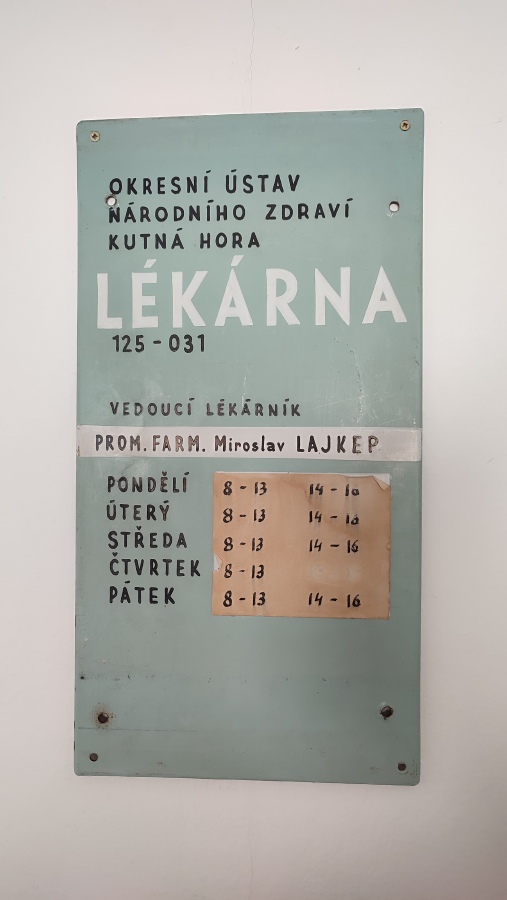 OKRESNÍ ÚSTAV
NÁRODNÍHO ZDRAVÍ
KUTNÁ HORA
LÉKÁRNA
125-031
VEDOUCÍ LÉKÁRNÍK
PROM. FARM. Miroslav LAJKEP
PONDĚLÍ 8-13 14-16
ÚTERÝ 8-13 14-16
STŘEDA 8-13 14-16
ČTVRTEK 8-13
PÁTEK 8-13 14-16